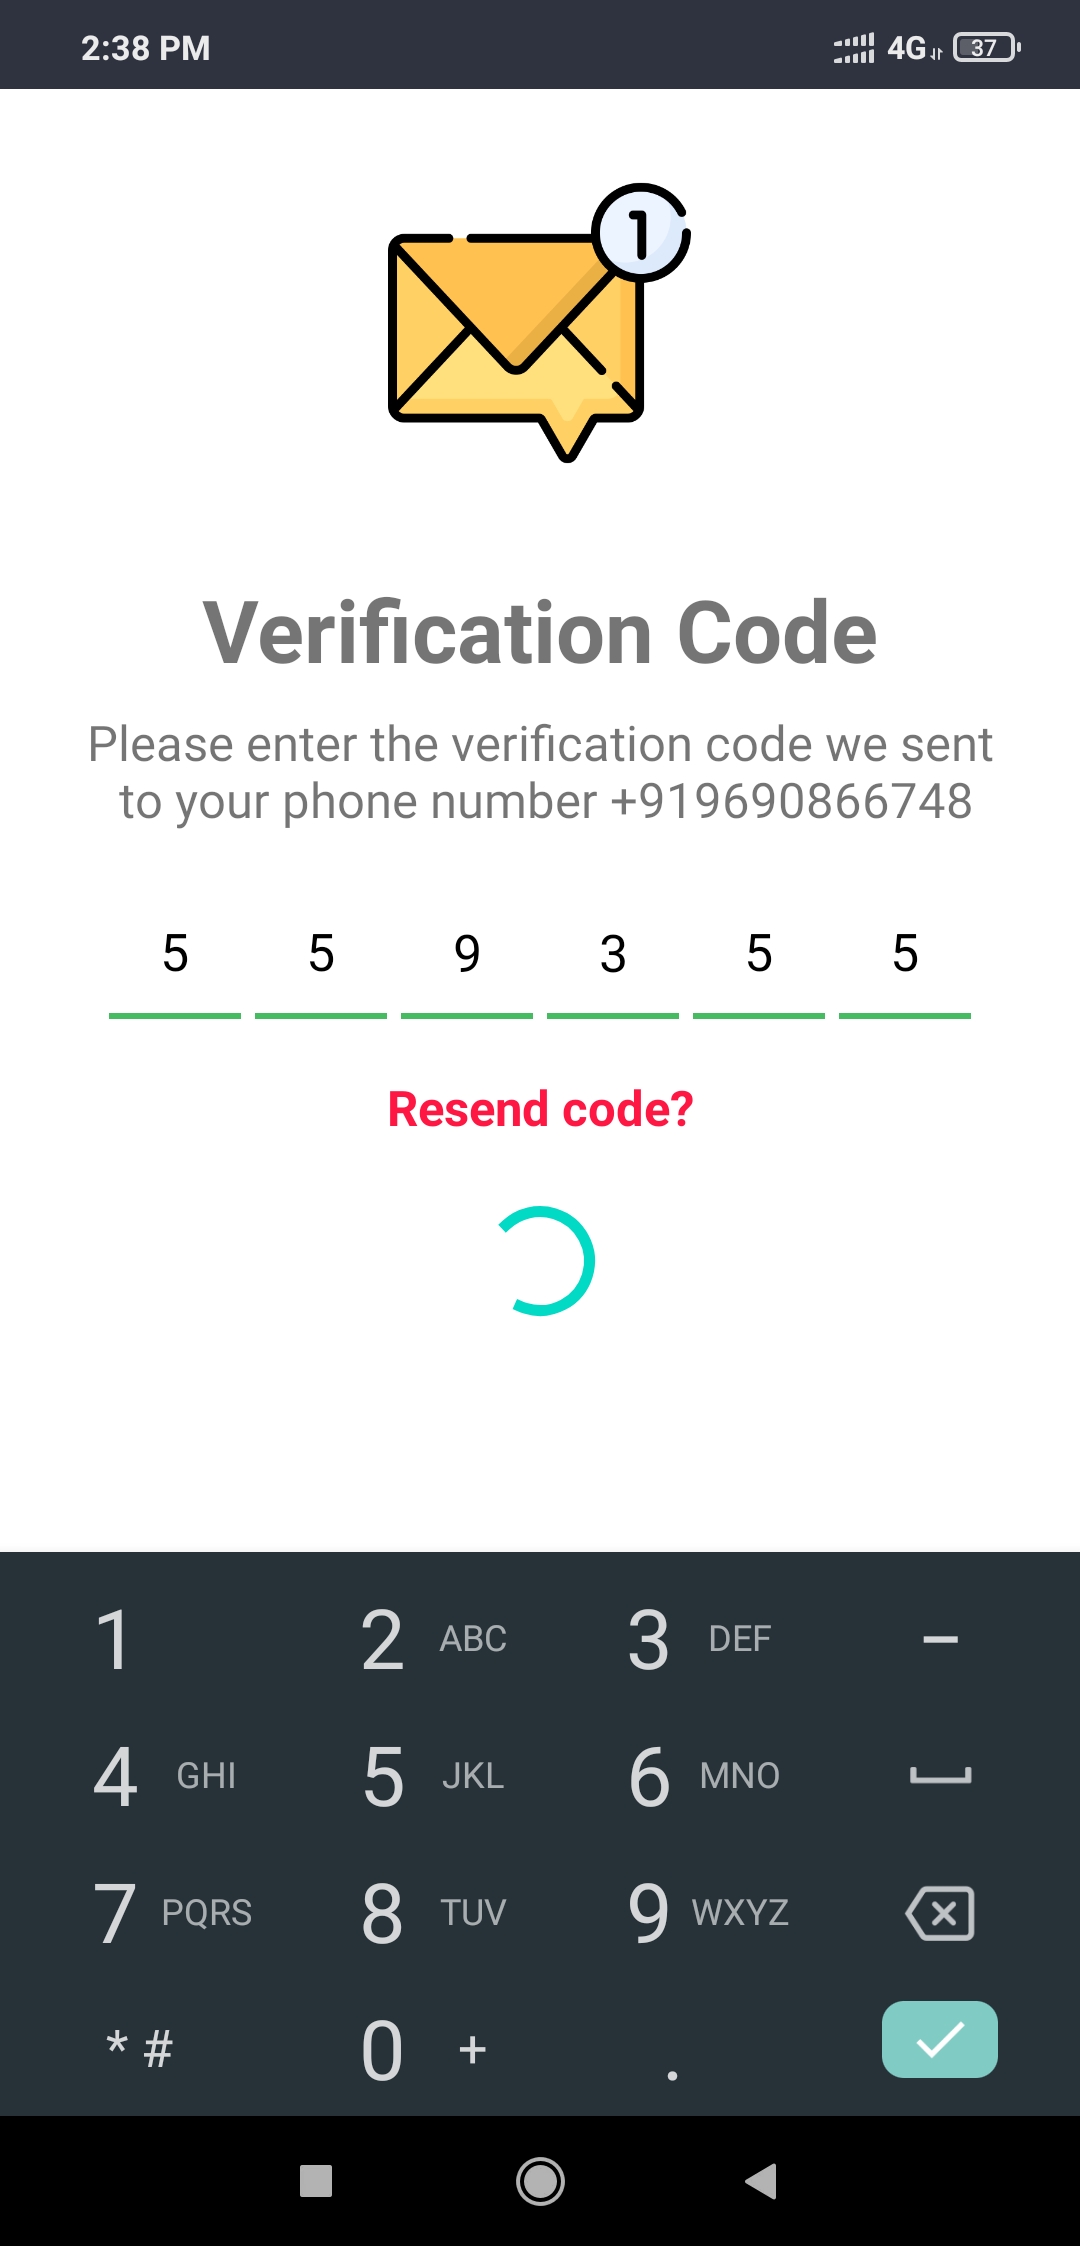 2:38 PM 4G 37
1
Verification Code
Please enter the verification code we sent
to your phone number +919690866748
5 5 9 3 5 5
Resend code?
1 2 ABC 3 DEF –
4 GHI 5 JKL 6 MNO
7 PQRS 8 TUV 9 WXYZ
* # 0 + .